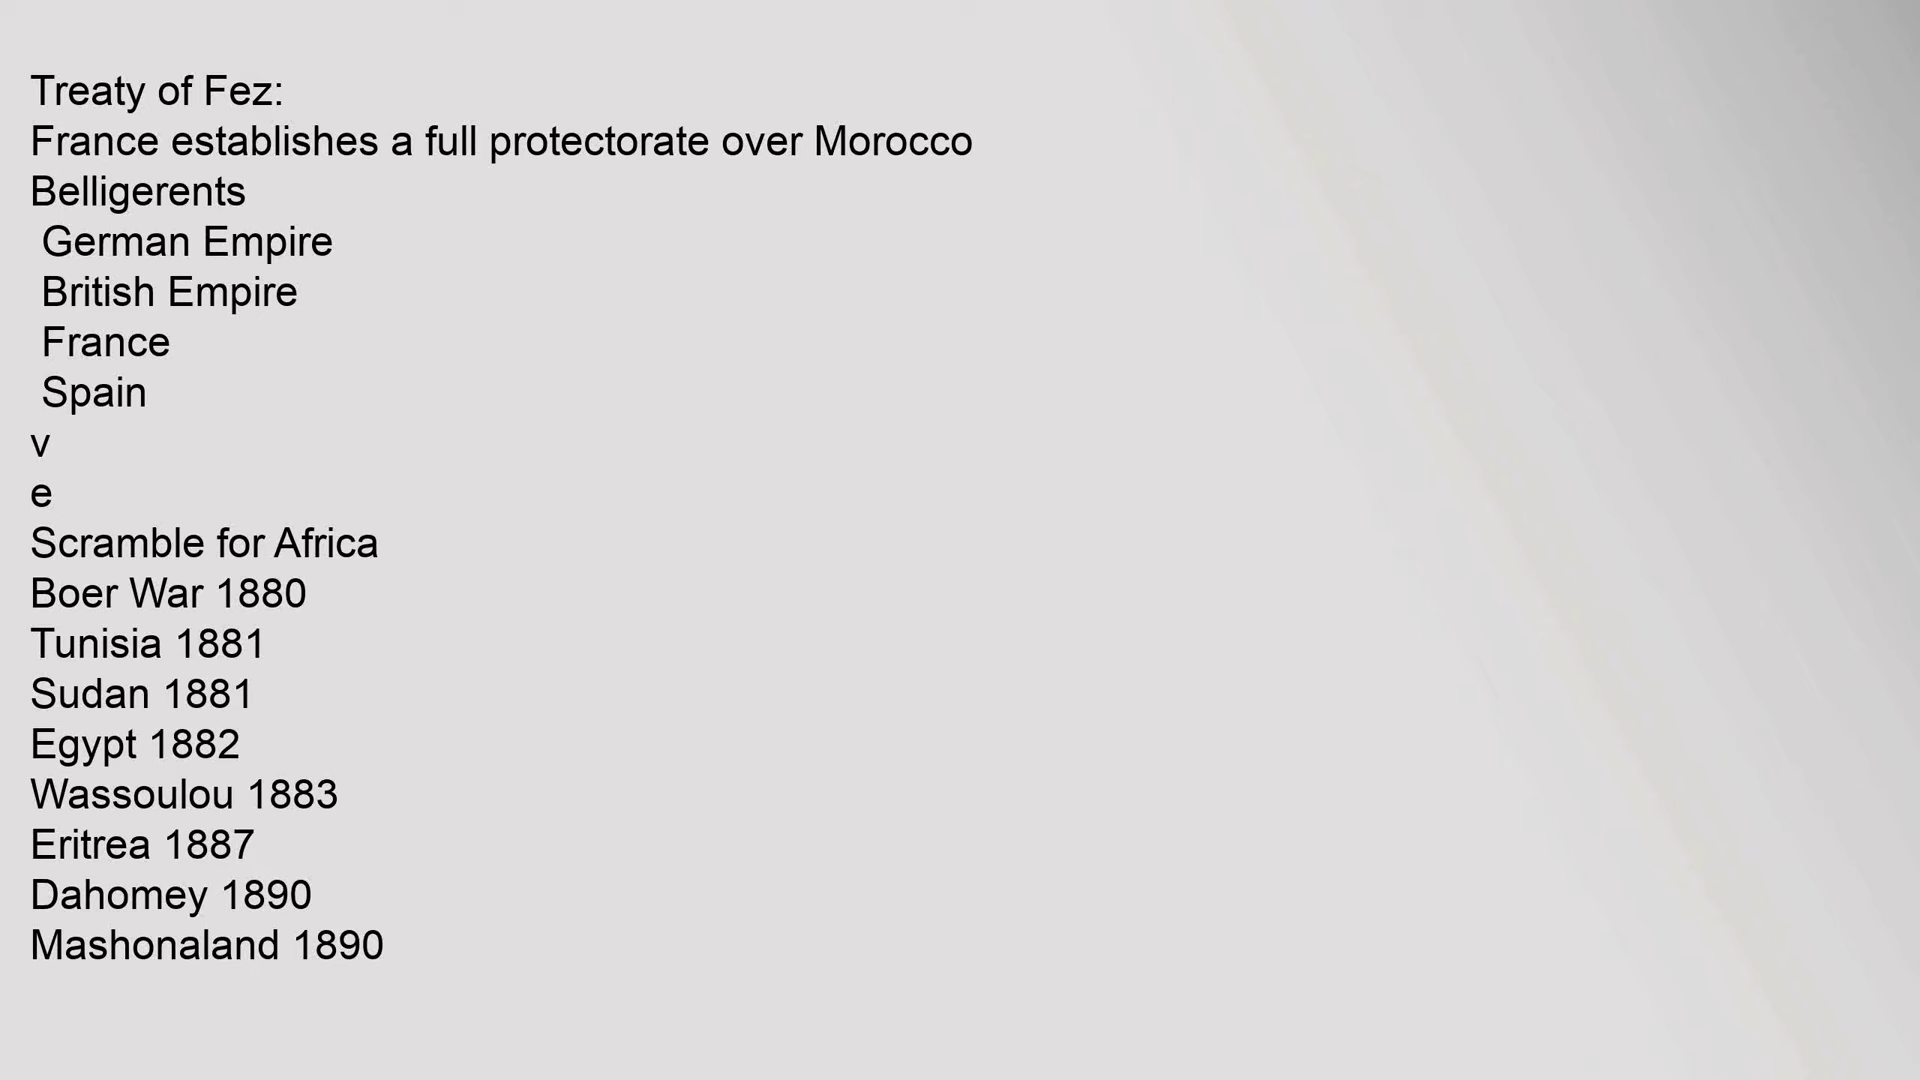 Treaty of Fez:
France establishes a full protectorate over Morocco
Belligerents
German Empire
British Empire
France
Spain
v
e
Scramble for Africa
Boer War 1880
Tunisia 1881
Sudan 1881
Egypt 1882
Wassoulou 1883
Eritrea 1887
Dahomey 1890
Mashonaland 1890